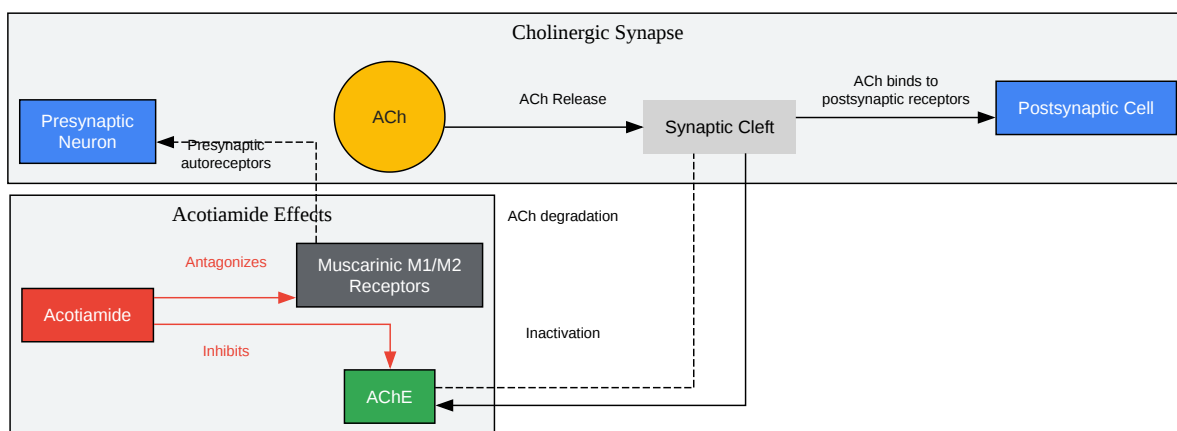 Cholinergic Synapse
ACh Release
ACh binds to
postsynaptic receptors
Presynaptic
Neuron
ACh
Synaptic Cleft
Postsynaptic Cell
Presynaptic
autoreceptors
Acotiamide Effects
ACh degradation
Antagonizes
Muscarinic M1/M2
Receptors
Acotiamide
Inactivation
Inhibits
AChE